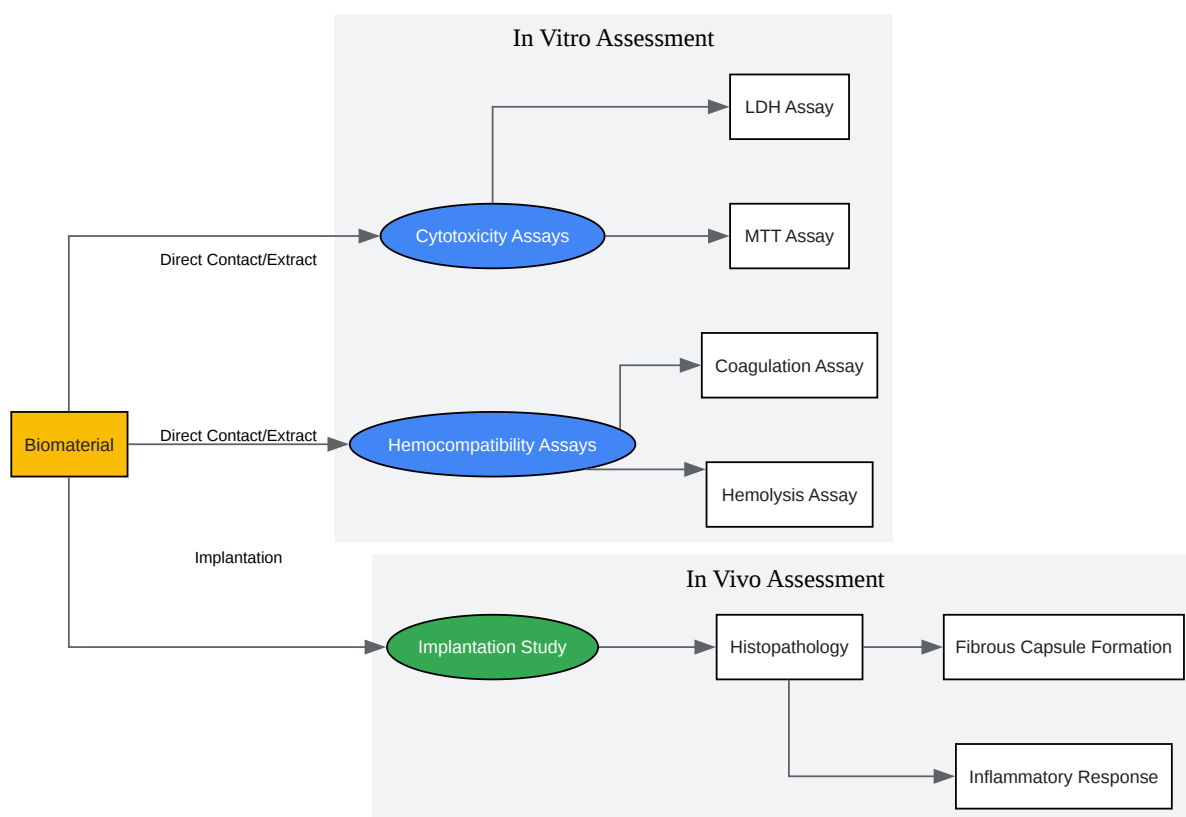 In Vitro Assessment
LDH Assay
Cytotoxicity Assays
MTT Assay
Direct Contact/Extract
Coagulation Assay
Biomaterial
Direct Contact/Extract
Hemocompatibility Assays
Hemolysis Assay
Implantation
In Vivo Assessment
Implantation Study
Histopathology
Fibrous Capsule Formation
Inflammatory Response